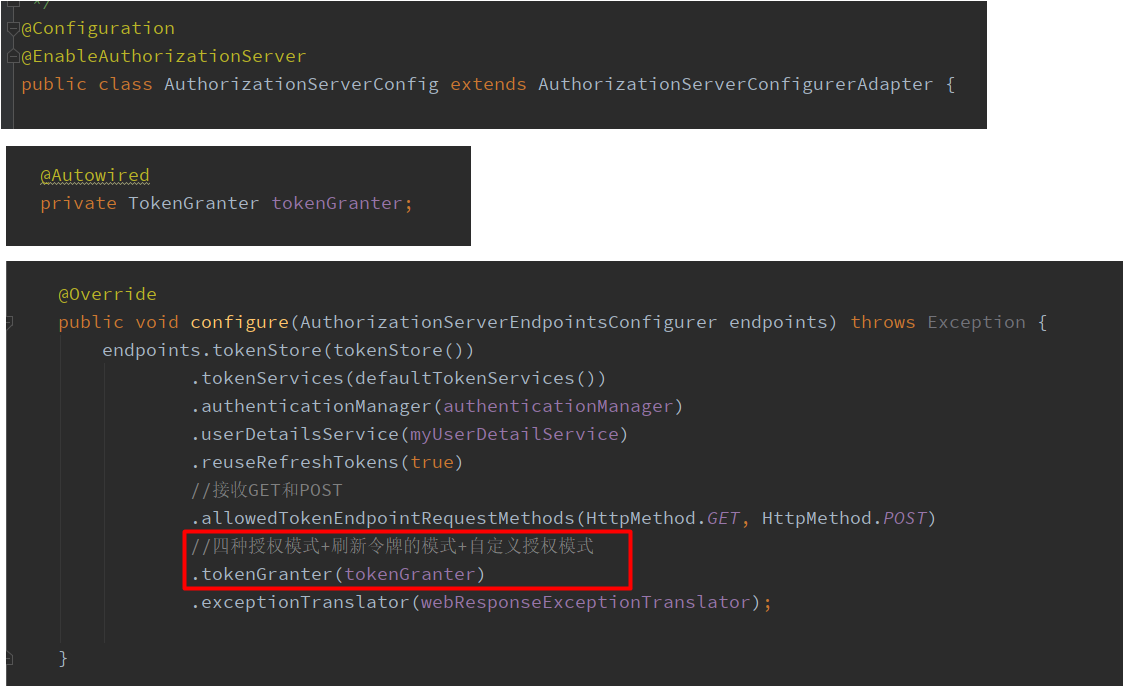 */
@Configuration
@EnableAuthorizationServer
public class AuthorizationServerConfig extends AuthorizationServerConfigurerAdapter {
@Autowired
private TokenGranter tokenGranter;
@Override
public void configure(AuthorizationServerEndpointsConfigurer endpoints) throws Exception {
endpoints.tokenStore(tokenStore())
.tokenServices(defaultTokenServices())
.authenticationManager(authenticationManager)
.userDetailsService(myUserDetailService)
.reuseRefreshTokens(true)
//接收GET和POST
.allowedTokenEndpointRequestMethods(HttpMethod.GET, HttpMethod.POST)
//四种授权模式+刷新令牌的模式+自定义授权模式
.tokenGranter(tokenGranter)
.exceptionTranslator(webResponseExceptionTranslator);
}